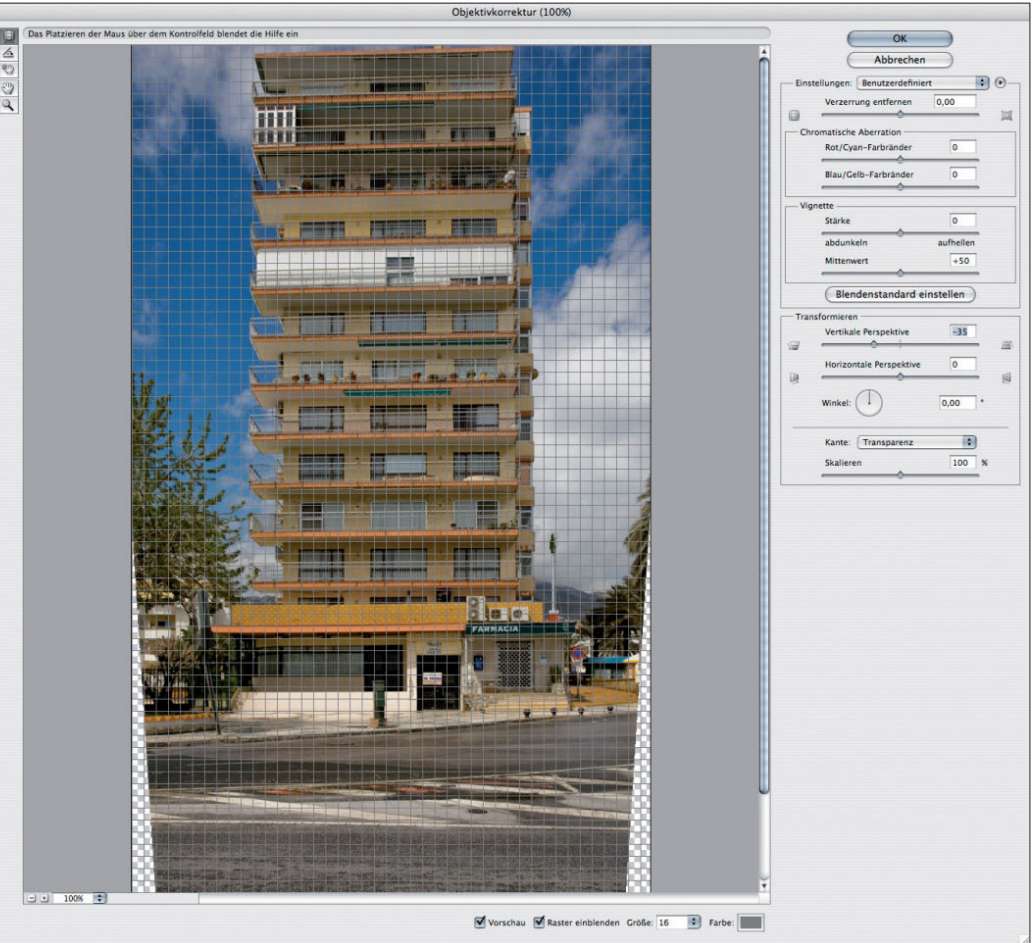 Objektivkorrektur (100%)
Das Platzieren der Maus über dem Kontrollfeld blendet die Hilfe ein
OK
Abbrechen
Einstellungen: Benutzerdefiniert
Verzerrung entfernen 0,00
Chromatische Aberration
Rot/Cyan-Farbränder 0
Blau/Gelb-Farbränder 0
Vignette
Stärke 0
abdunkeln aufhellen
Mittenwert +50
Blendenstandard einstellen
Transformieren
Vertikale Perspektive -35
Horizontale Perspektive 0
Winkel: 0,00 °
Kante: Transparenz
Skalieren 100 %
FARMACIA
100%
Vorschau Raster einblenden Größe: 16 Farbe: